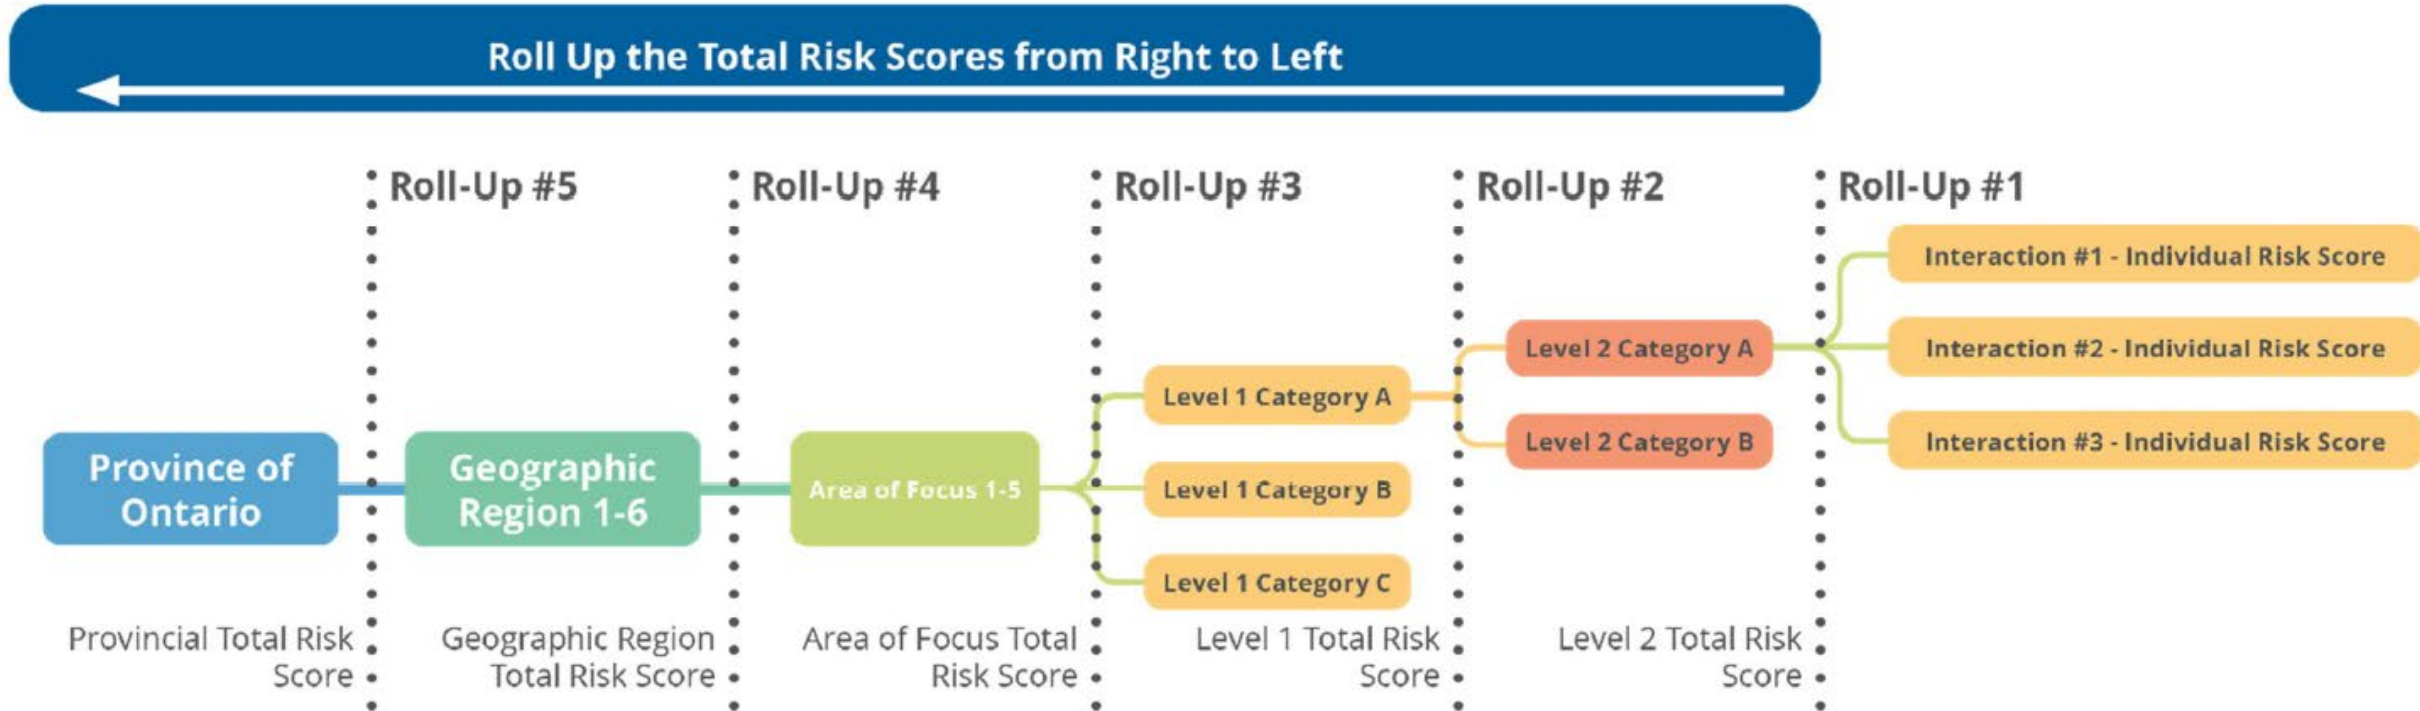 Roll Up the Total Risk Scores from Right to Left
Roll-Up #5
Roll-Up #4
Roll-Up #3
Roll-Up #2
Roll-Up #1
Province of
Ontario
Geographic
Region 1-6
Area of Focus 1-5
Level 1 Category A
Level 1 Category B
Level 1 Category C
Level 2 Category A
Level 2 Category B
Interaction #1 - Individual Risk Score
Interaction #2 - Individual Risk Score
Interaction #3 - Individual Risk Score
Provincial Total Risk
Score
Geographic Region
Total Risk Score
Area of Focus Total
Risk Score
Level 1 Total Risk
Score
Level 2 Total Risk
Score